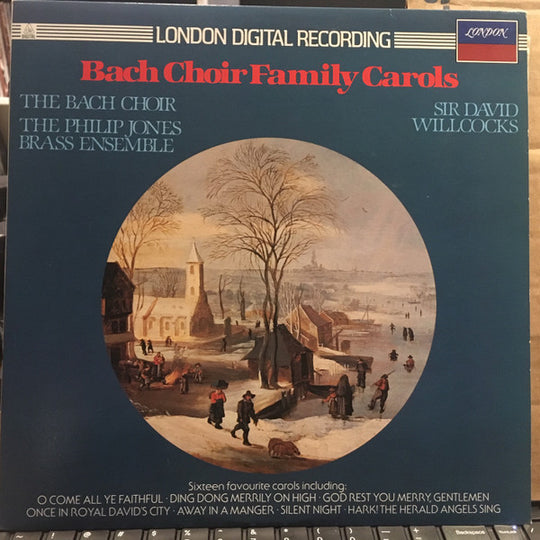 LONDON DIGITAL RECORDING
LONDON
Bach Choir Family Carols
THE BACH CHOIR
THE PHILIP JONES
BRASS ENSEMBLE
SIR DAVID
WILLCOCKS
Sixteen favourite carols including:
O COME ALL YE FAITHFUL · DING DONG MERRILY ON HIGH · GOD REST YOU MERRY, GENTLEMEN
ONCE IN ROYAL DAVID'S CITY · AWAY IN A MANGER · SILENT NIGHT · HARK! THE HERALD ANGELS SING
Backspace